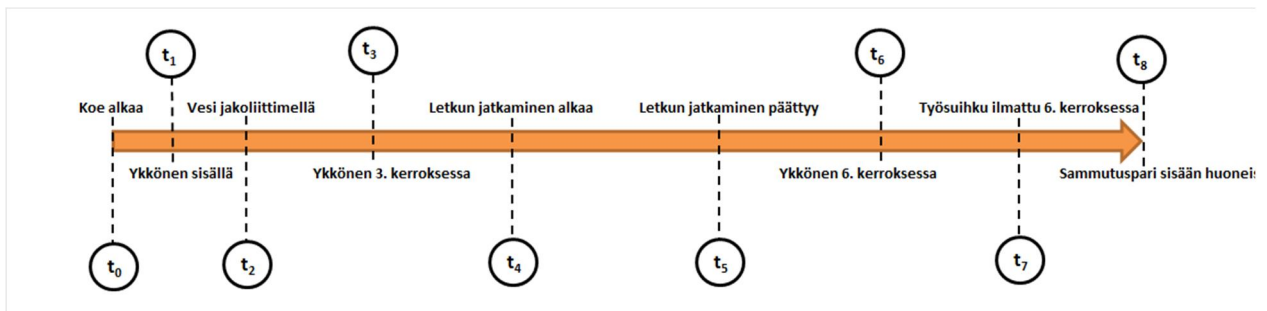 t1
t3
t6
t8
Koe alkaa
Vesi jakoliittimellä
Letkun jatkaminen alkaa
Letkun jatkaminen päättyy
Työsuihku ilmattu 6. kerroksessa
Ykkönen sisällä
Ykkönen 3. kerroksessa
Ykkönen 6. kerroksessa
Sammutuspari sisään huoneis
t0
t2
t4
t5
t7